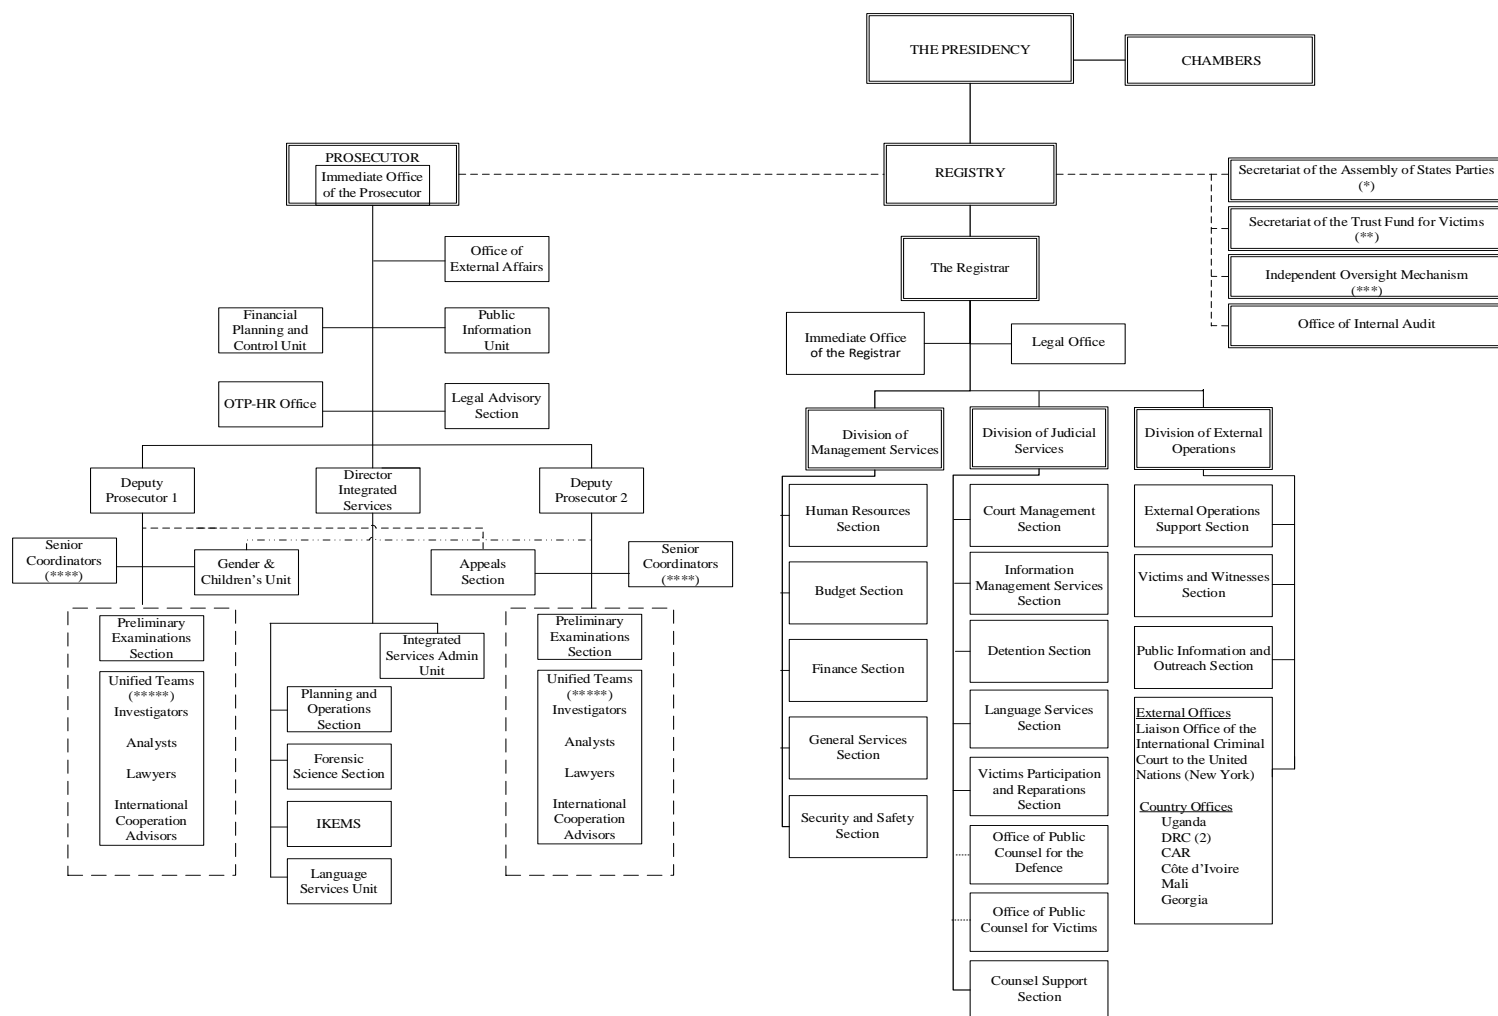 THE PRESIDENCY
CHAMBERS
PROSECUTOR
Immediate Office
of the Prosecutor
REGISTRY
Secretariat of the Assembly of States Parties
(*)
Secretariat of the Trust Fund for Victims
(**)
Independent Oversight Mechanism
(***)
Office of Internal Audit
The Registrar
Immediate Office
of the Registrar
Legal Office
Office of
External Affairs
Financial
Planning and
Control Unit
Public
Information
Unit
OTP-HR Office
Legal Advisory
Section
Deputy
Prosecutor 1
Director
Integrated
Services
Deputy
Prosecutor 2
Senior
Coordinators
(****)
Gender &
Children’s Unit
Appeals
Section
Senior
Coordinators
(****)
Preliminary
Examinations
Section
Unified Teams
(*****)
Investigators
Analysts
Lawyers
International
Cooperation
Advisors
Integrated
Services Admin
Unit
Planning and
Operations
Section
Forensic
Science Section
IKEMS
Language
Services Unit
Preliminary
Examinations
Section
Unified Teams
(*****)
Investigators
Analysts
Lawyers
International
Cooperation
Advisors
Division of
Management Services
Human Resources
Section
Budget Section
Finance Section
General Services
Section
Security and Safety
Section
Division of Judicial
Services
Court Management
Section
Information
Management Services
Section
Detention Section
Language Services
Section
Victims Participation
and Reparations
Section
Office of Public
Counsel for the
Defence
Office of Public
Counsel for Victims
Counsel Support
Section
Division of External
Operations
External Operations
Support Section
Victims and Witnesses
Section
Public Information and
Outreach Section
External Offices
Liaison Office of the
International Criminal
Court to the United
Nations (New York)
Country Offices
Uganda
DRC (2)
CAR
Côte d’Ivoire
Mali
Georgia